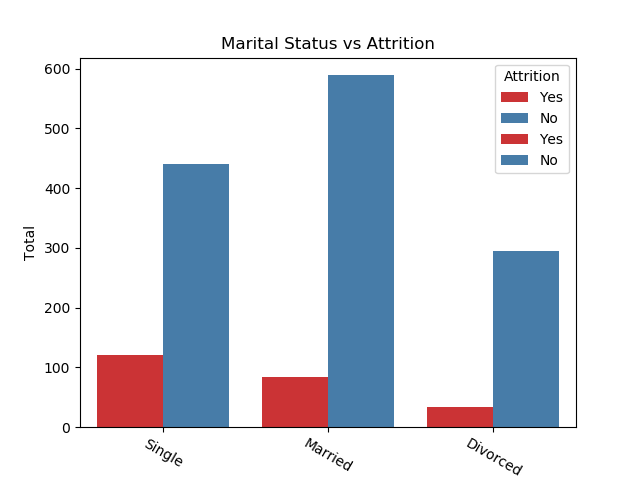 Marital Status vs Attrition
Attrition
Yes
No
Yes
No
Total
600
500
400
300
200
100
0
Single
Married
Divorced